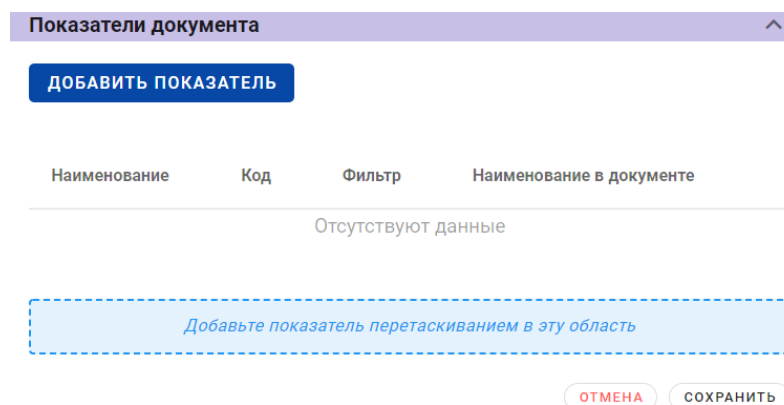 Показатели документа
ДОБАВИТЬ ПОКАЗАТЕЛЬ
Наименование Код Фильтр Наименование в документе
Отсутствуют данные
Добавьте показатель перетаскиванием в эту область
ОТМЕНА СОХРАНИТЬ